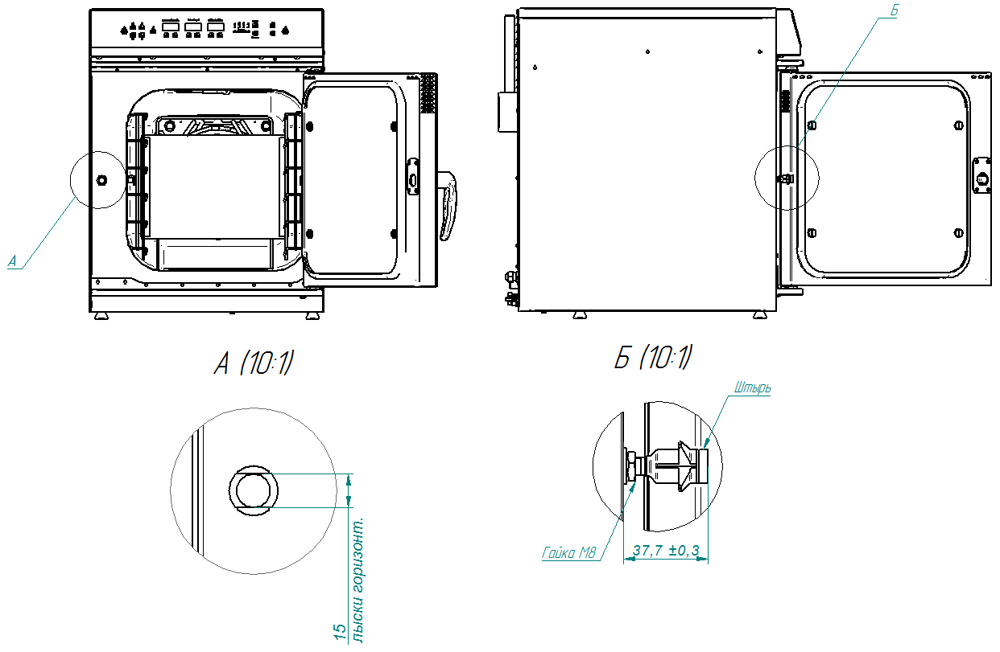 Б
А
А (10:1)
Б (10:1)
Штырь
Гайка М8
37,7 ±0,3
15
лыски горизонт.